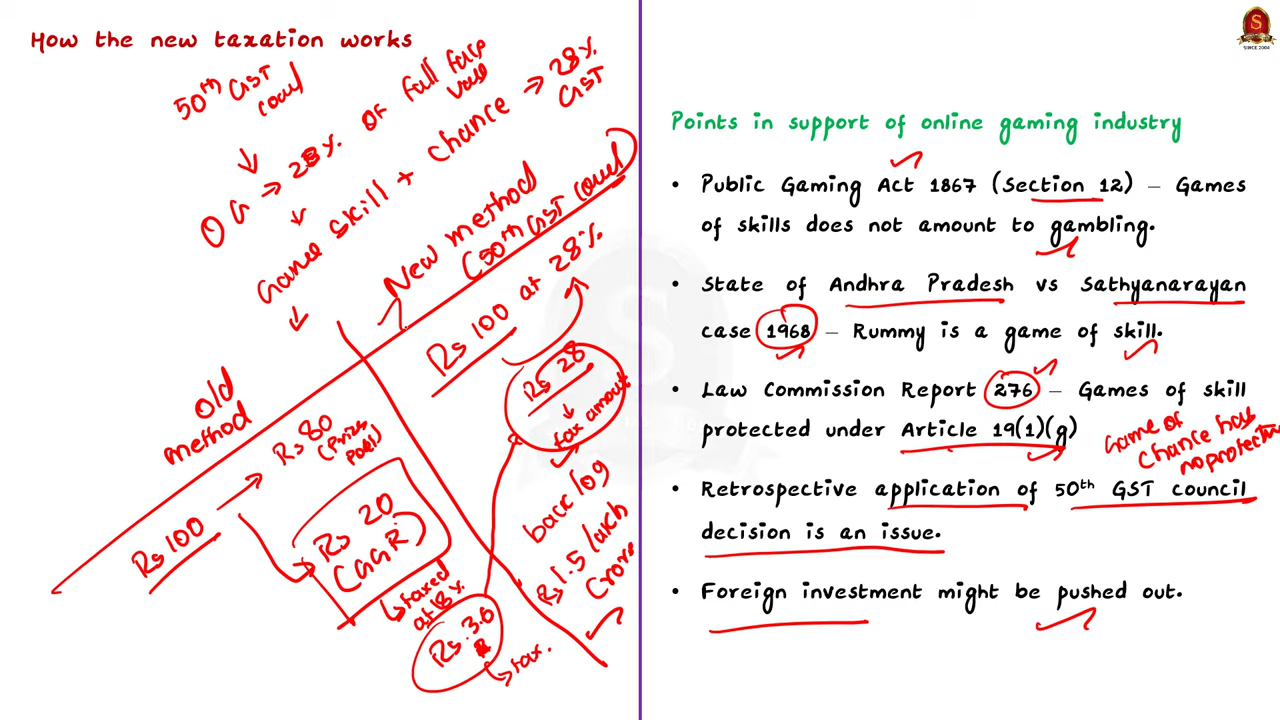 How the new taxation works
50th GST
council
OG → 28% OF full face
value
Game skill + chance → 28%
GST
New method
(50th GST council)
Rs 100 at 28%
Rs 28
tax amount
back log
Rs 1.5 lakh
crore
Old
method
Rs 100
Rs 80
(Prize
pool)
Rs 20
(GGR)
taxed
at 18%
Rs. 3.6
tax.
S
SINCE 2004
Points in support of online gaming industry
• Public Gaming Act 1867 (Section 12) – Games
of skills does not amount to gambling.
• State of Andhra Pradesh vs Sathyanarayan
case 1968 – Rummy is a game of skill.
• Law Commission Report 276 – Games of skill
protected under Article 19(1)(g)
Game of
chance has
no protection
• Retrospective application of 50th GST council
decision is an issue.
• Foreign investment might be pushed out.